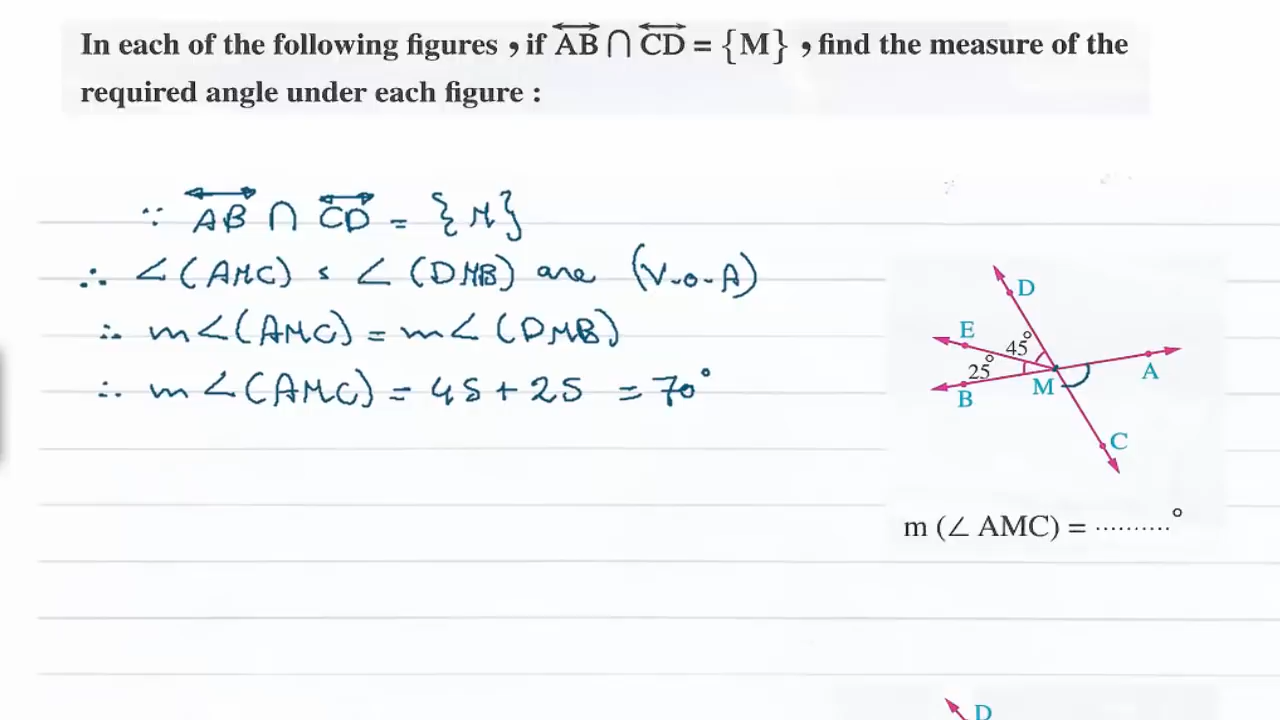 In each of the following figures , if AB ∩ CD = {M} , find the measure of the
required angle under each figure :
∵ AB ∩ CD = {M}
∴ ∠(AMC) & ∠(DMB) are (V-o-A)
∴ m∠(AMC) = m∠(DMB)
∴ m∠(AMC) = 45 + 25 = 70°
D
E
45°
25°
A
M
B
C
m (∠ AMC) = ..........°
D